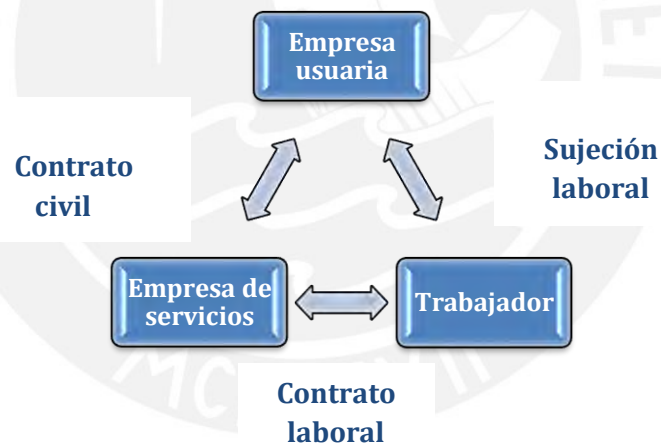 Empresa
usuaria
Contrato
civil
Sujeción
laboral
Empresa de
servicios
Trabajador
Contrato
laboral